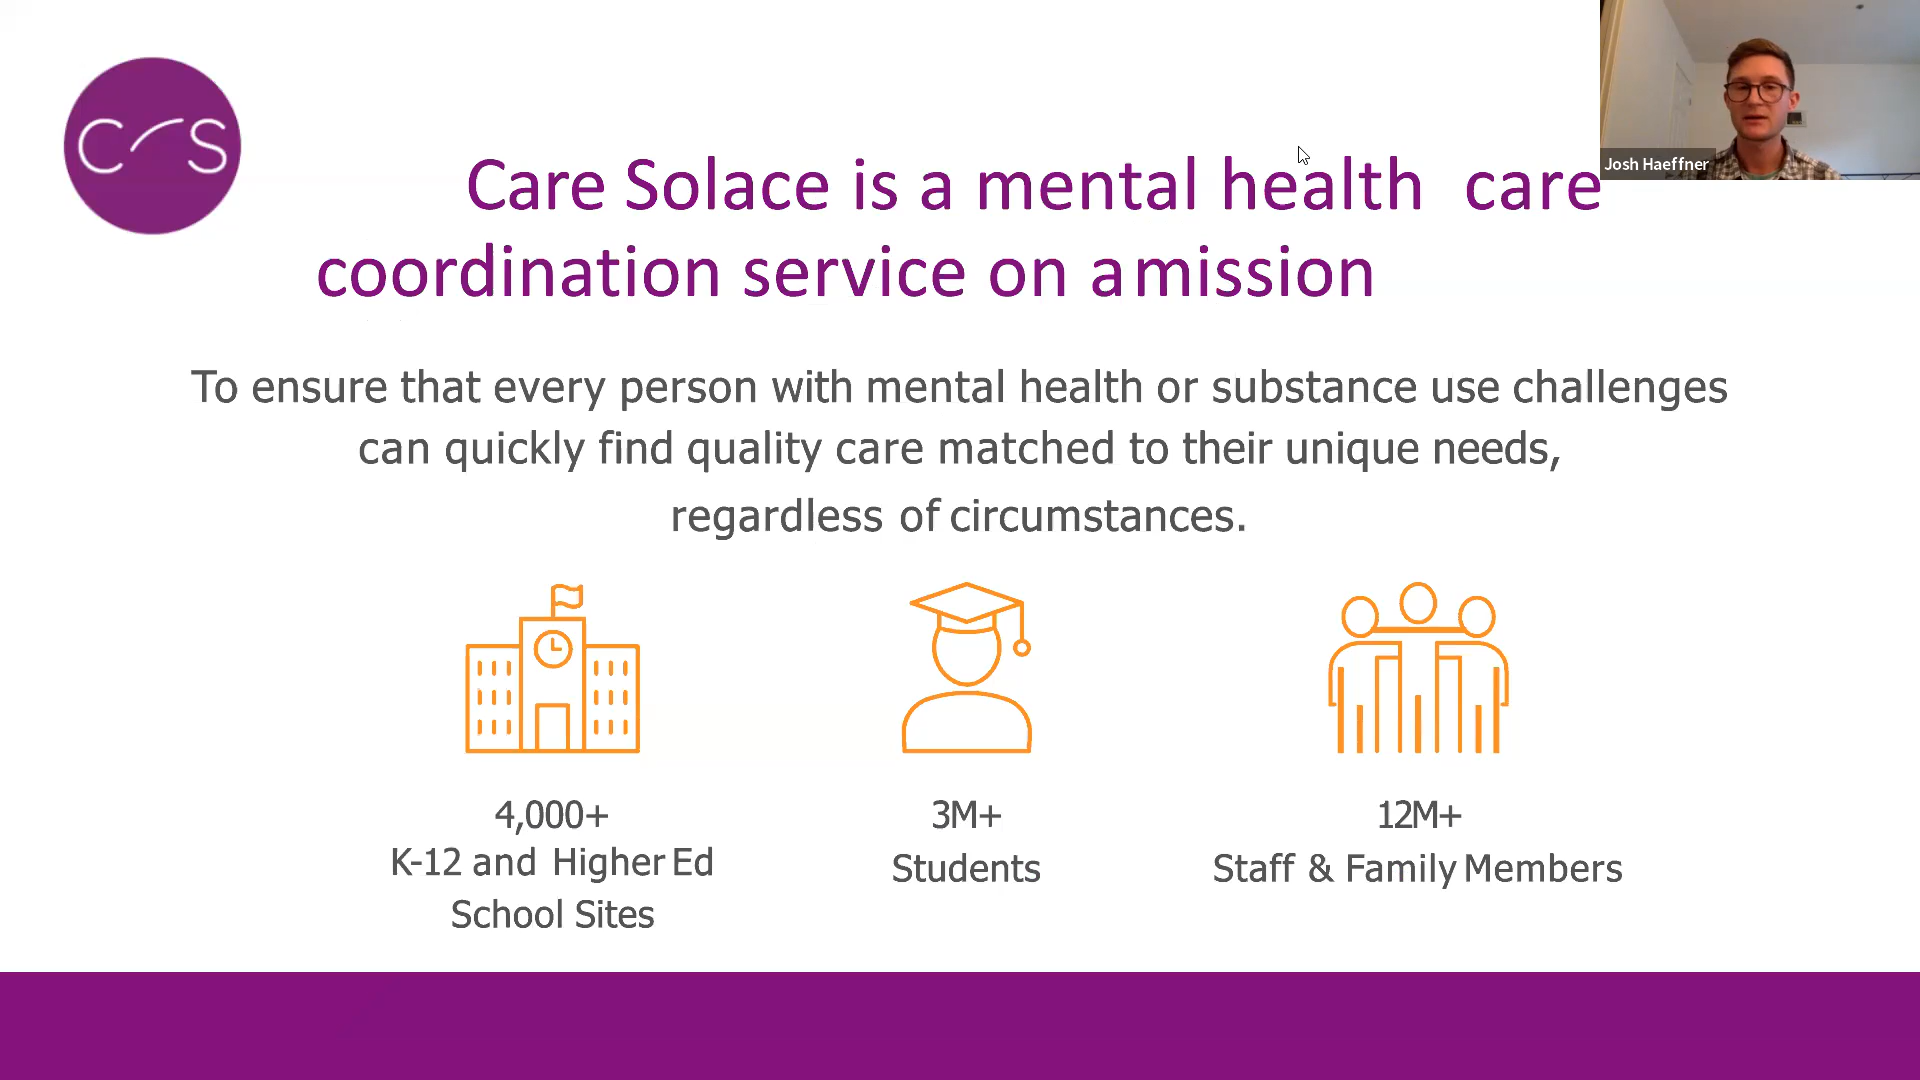 C S
Josh Haeffner
Care Solace is a mental health care
coordination service on amission
To ensure that every person with mental health or substance use challenges
can quickly find quality care matched to their unique needs,
regardless of circumstances.
4,000+
K-12 and Higher Ed
School Sites
3M+
Students
12M+
Staff & Family Members